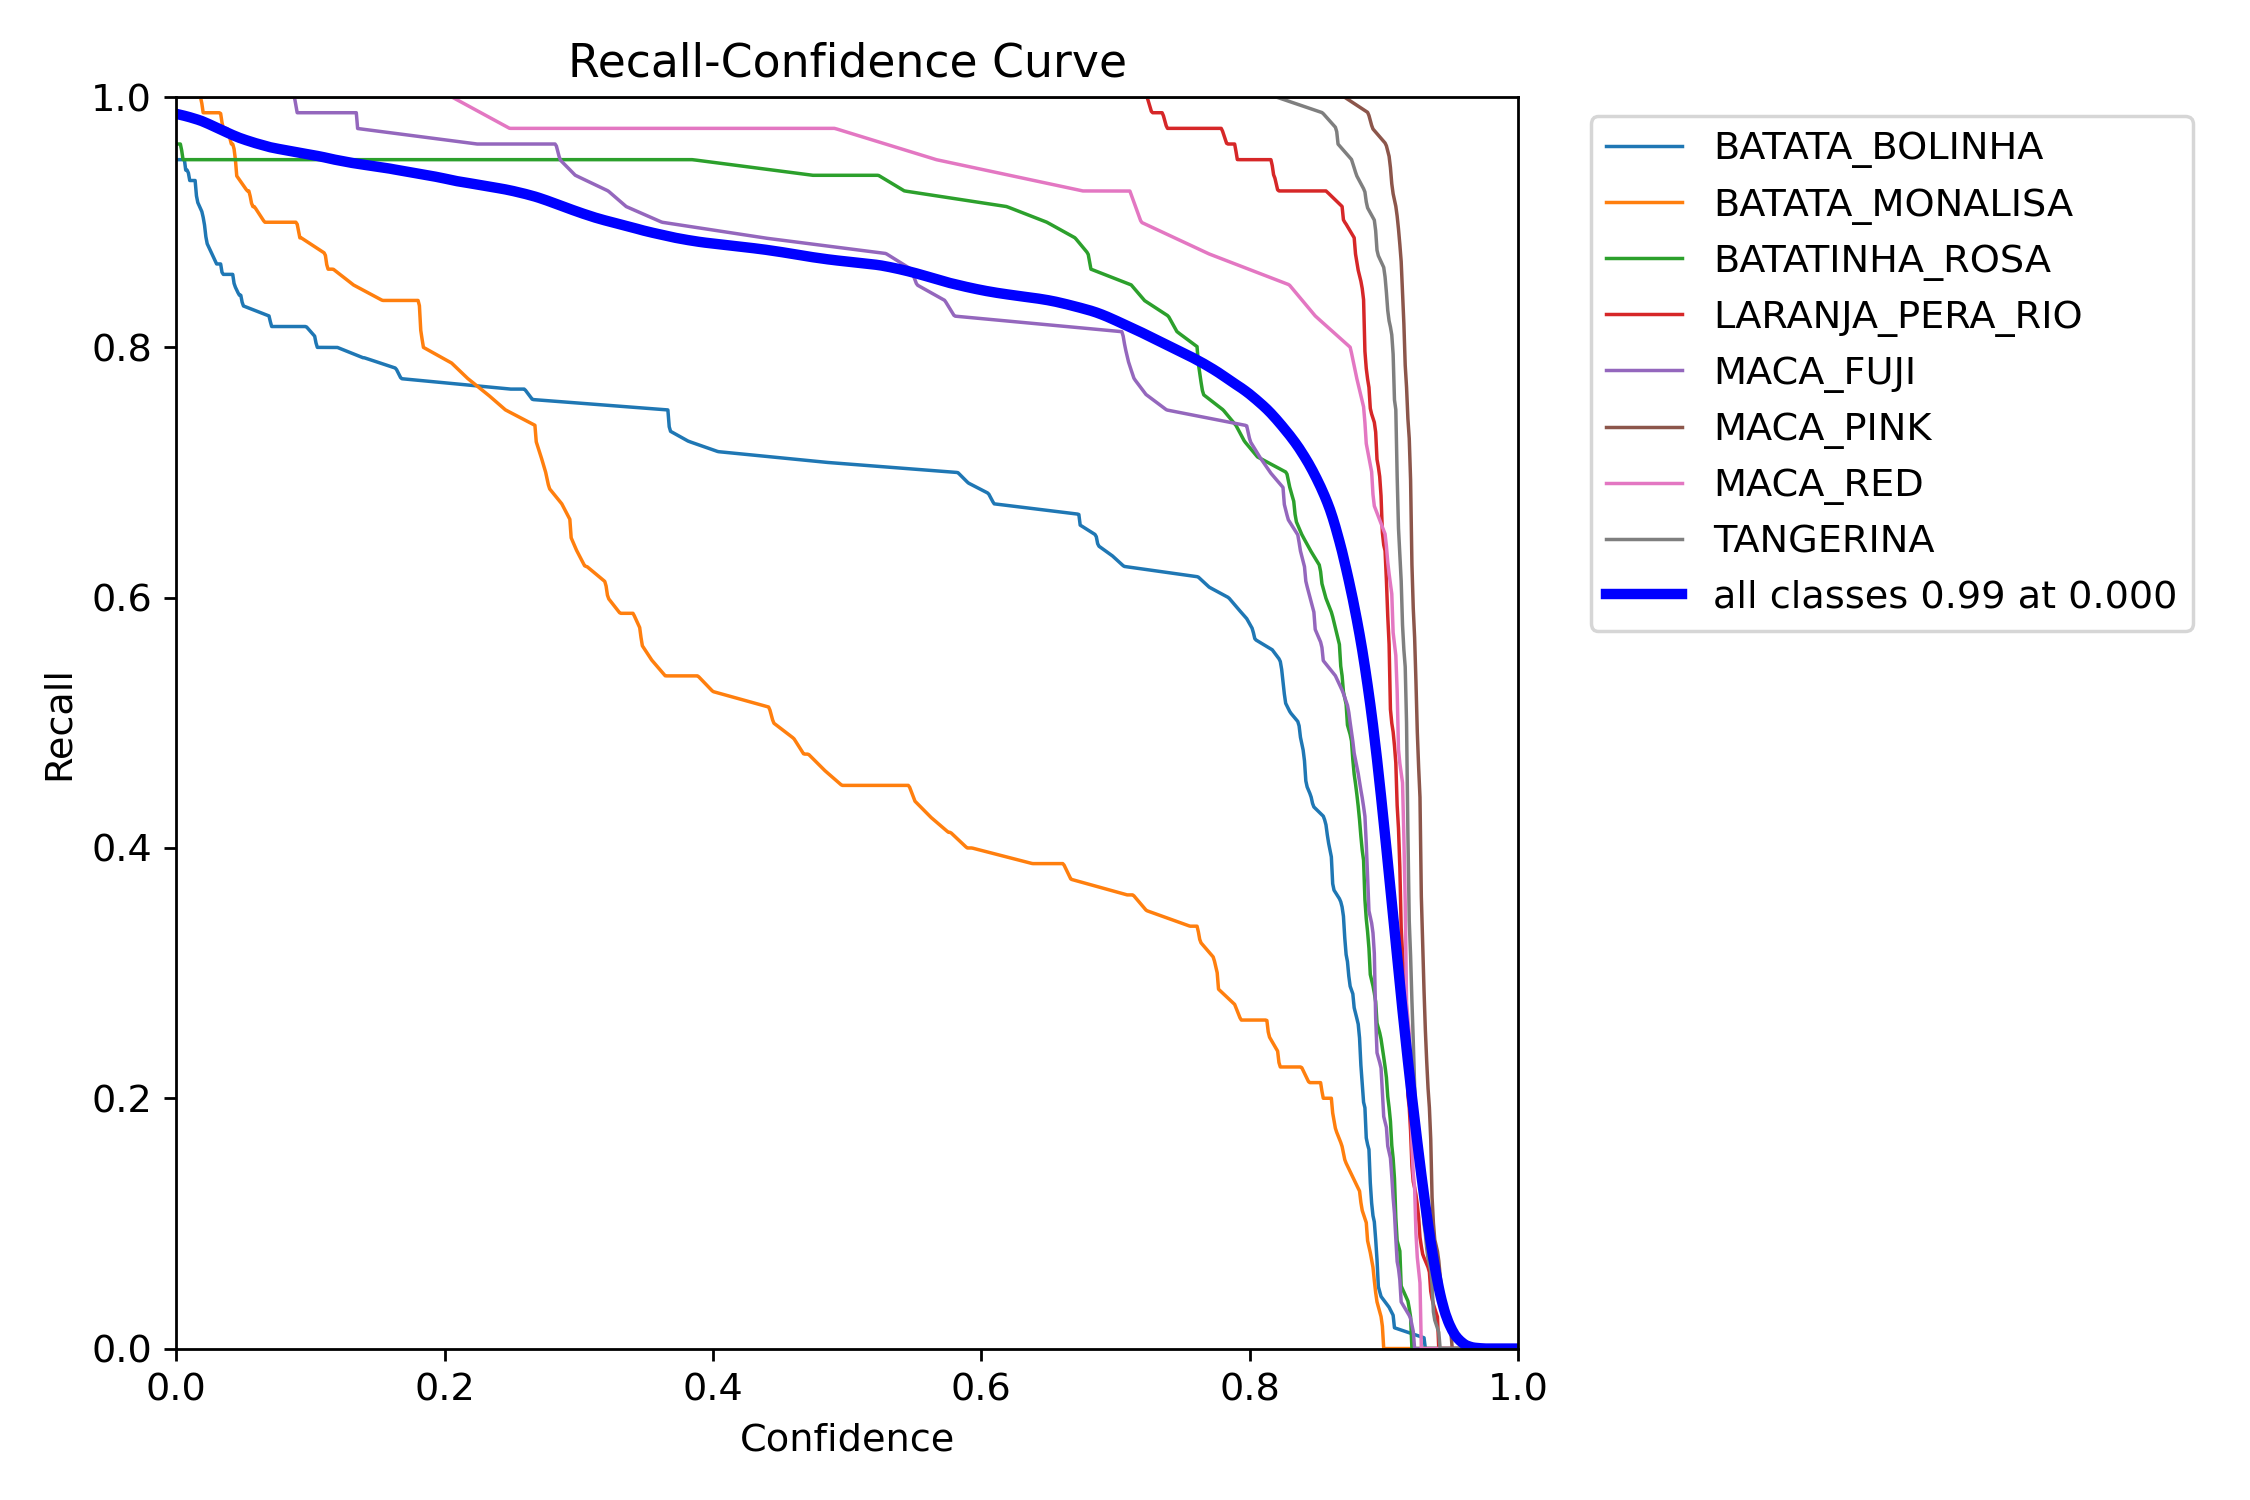 Recall-Confidence Curve
1.0
0.8
0.6
0.4
0.2
0.0
Recall
0.0 0.2 0.4 0.6 0.8 1.0
Confidence
BATATA_BOLINHA
BATATA_MONALISA
BATATINHA_ROSA
LARANJA_PERA_RIO
MACA_FUJI
MACA_PINK
MACA_RED
TANGERINA
all classes 0.99 at 0.000